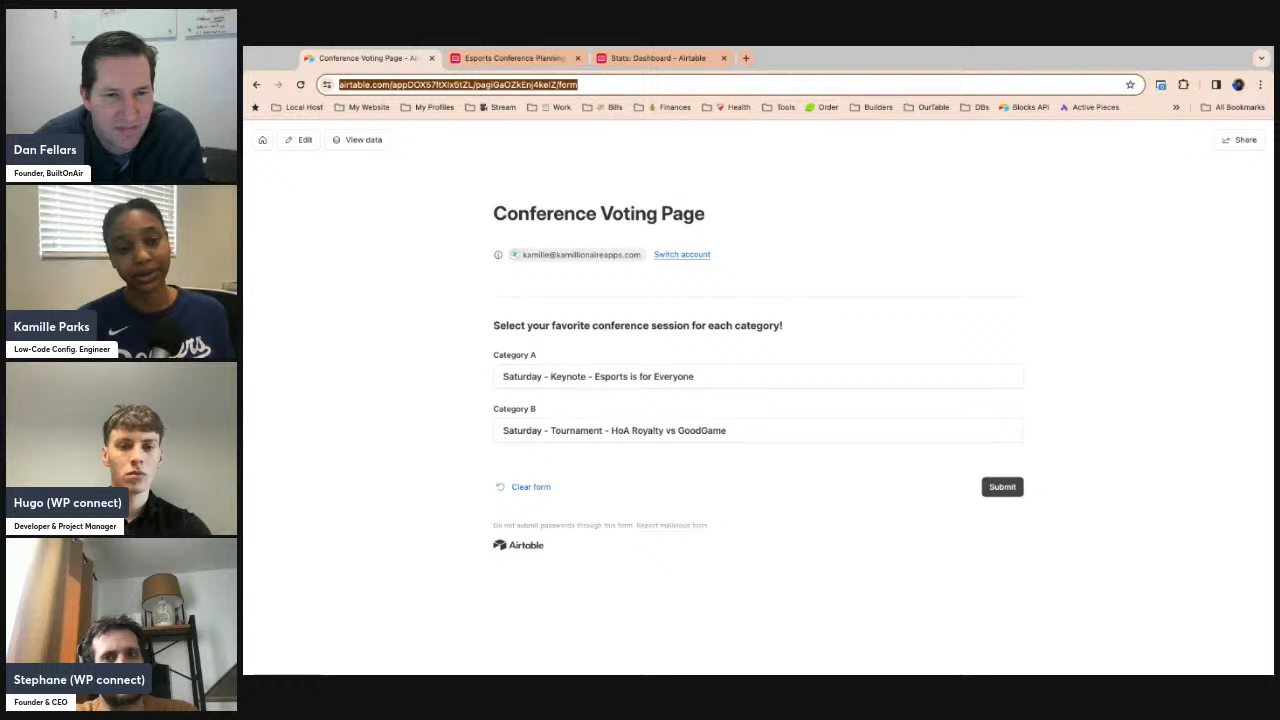 Dan Fellars
Founder, BuiltOnAir
Kamille Parks
Low-Code Config. Engineer
Hugo (WP connect)
Developer & Project Manager
Stephane (WP connect)
Founder & CEO
Conference Voting Page - Ai
Esports Conference Planning
Stats: Dashboard - Airtable
Local Host
My Website
My Profiles
Stream
Work
Bills
Finances
Health
Tools
Order
Builders
OurTable
DBs
Blocks API
Active Pieces
All Bookmarks
Edit
View data
Share
Conference Voting Page
kamille@kamillionaireapps.com
Switch account
Select your favorite conference session for each category!
Category A
Saturday - Keynote - Esports is for Everyone
Category B
Saturday - Tournament - HoA Royalty vs GoodGame
Clear form
Submit
Do not submit passwords through this form. Report malicious form
Airtable